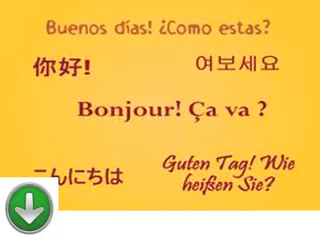 Buenos días! ¿Como estas?
你好!
여보세요
Bonjour! Ça va ?
こんにちは
Guten Tag! Wie
heißen Sie?